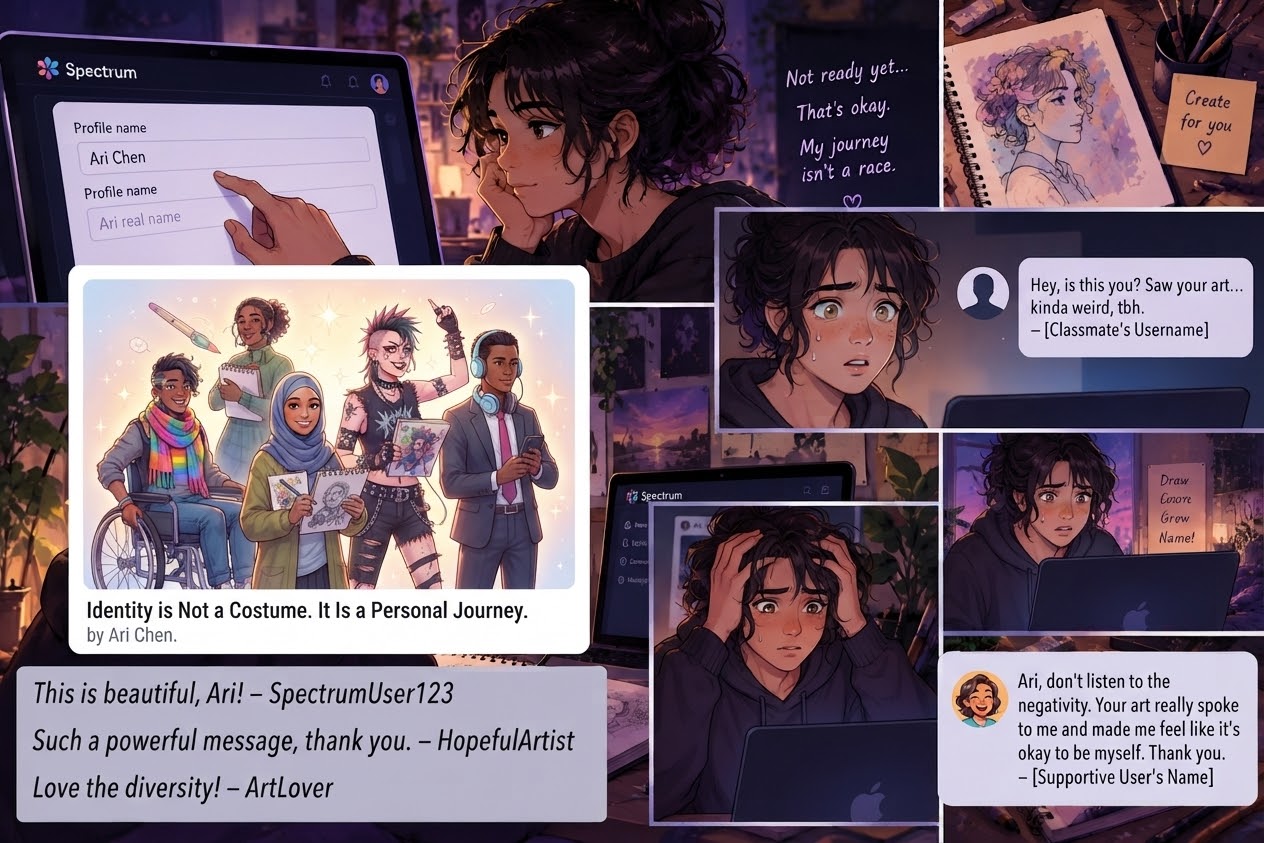 Spectrum
Profile name
Ari Chen
Profile name
Ari real name
Not ready yet...
That's okay.
My journey
isn't a race.
Create
for you
Hey, is this you? Saw your art...
kinda weird, tbh.
– [Classmate's Username]
Identity is Not a Costume. It Is a Personal Journey.
by Ari Chen.
Spectrum
Draw
Grow
Name!
This is beautiful, Ari! – SpectrumUser123
Such a powerful message, thank you. – HopefulArtist
Love the diversity! – ArtLover
Ari, don't listen to the
negativity. Your art really spoke
to me and made me feel like it's
okay to be myself. Thank you.
– [Supportive User's Name]